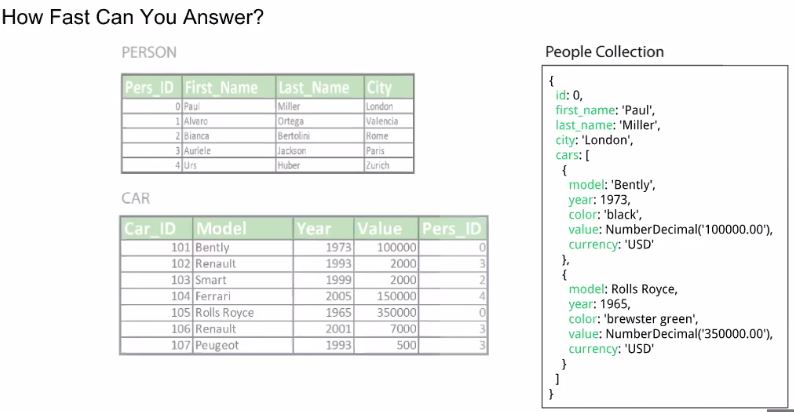 How Fast Can You Answer?
PERSON
Pers_ID First_Name Last_Name City
0 Paul Miller London
1 Alvaro Ortega Valencia
2 Bianca Bertolini Rome
3 Auriele Jackson Paris
4 Urs Huber Zurich
CAR
Car_ID Model Year Value Pers_ID
101 Bently 1973 100000 0
102 Renault 1993 2000 3
103 Smart 1999 2000 2
104 Ferrari 2005 150000 4
105 Rolls Royce 1965 350000 0
106 Renault 2001 7000 3
107 Peugeot 1993 500 3
People Collection
{
id: 0,
first_name: 'Paul',
last_name: 'Miller',
city: 'London',
cars: [
{
model: 'Bently',
year: 1973,
color: 'black',
value: NumberDecimal('100000.00'),
currency: 'USD'
},
{
model: Rolls Royce,
year: 1965,
color: 'brewster green',
value: NumberDecimal('350000.00'),
currency: 'USD'
}
]
}